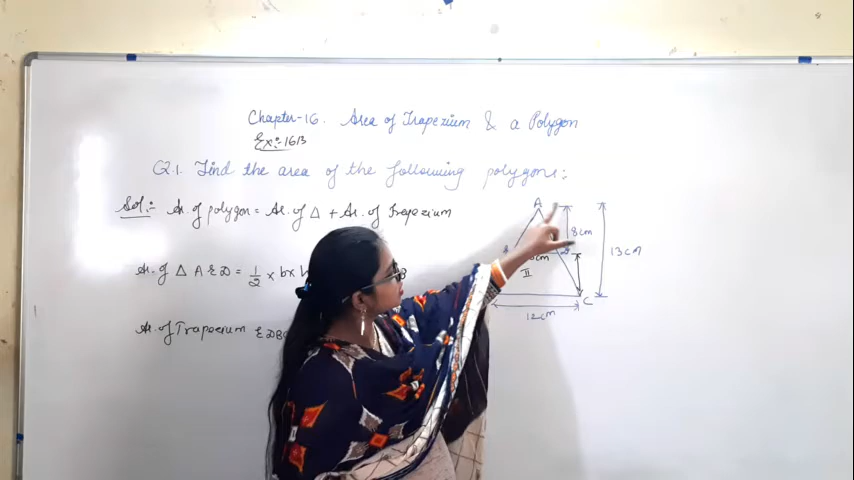 Chapter-16. Area of Trapezium & a Polygon
Ex:-16B
Q.1. Find the area of the following polygons:
Sol:- Ar. of polygon = Ar. of Δ + Ar. of Trapezium
A
8cm
13cm
Ar. of Δ AED = 1/2 × b×
II
C
12cm
Ar. of Trapezium